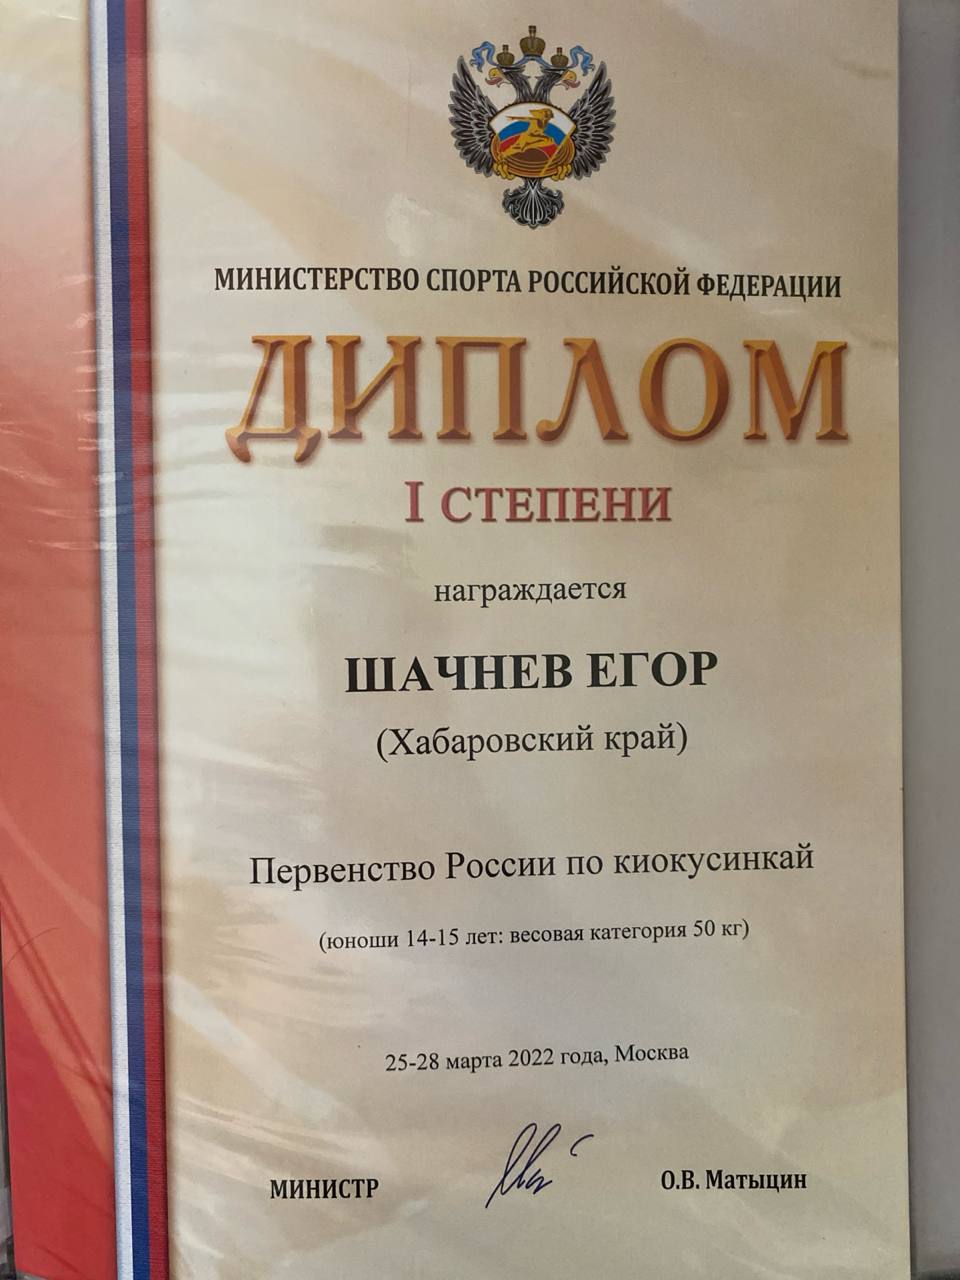 МИНИСТЕРСТВО СПОРТА РОССИЙСКОЙ ФЕДЕРАЦИИ
ДИПЛОМ
I СТЕПЕНИ
награждается
ШАЧНЕВ ЕГОР
(Хабаровский край)
Первенство России по киокусинкай
(юноши 14-15 лет: весовая категория 50 кг)
25-28 марта 2022 года, Москва
МИНИСТР О.В. Матыцин